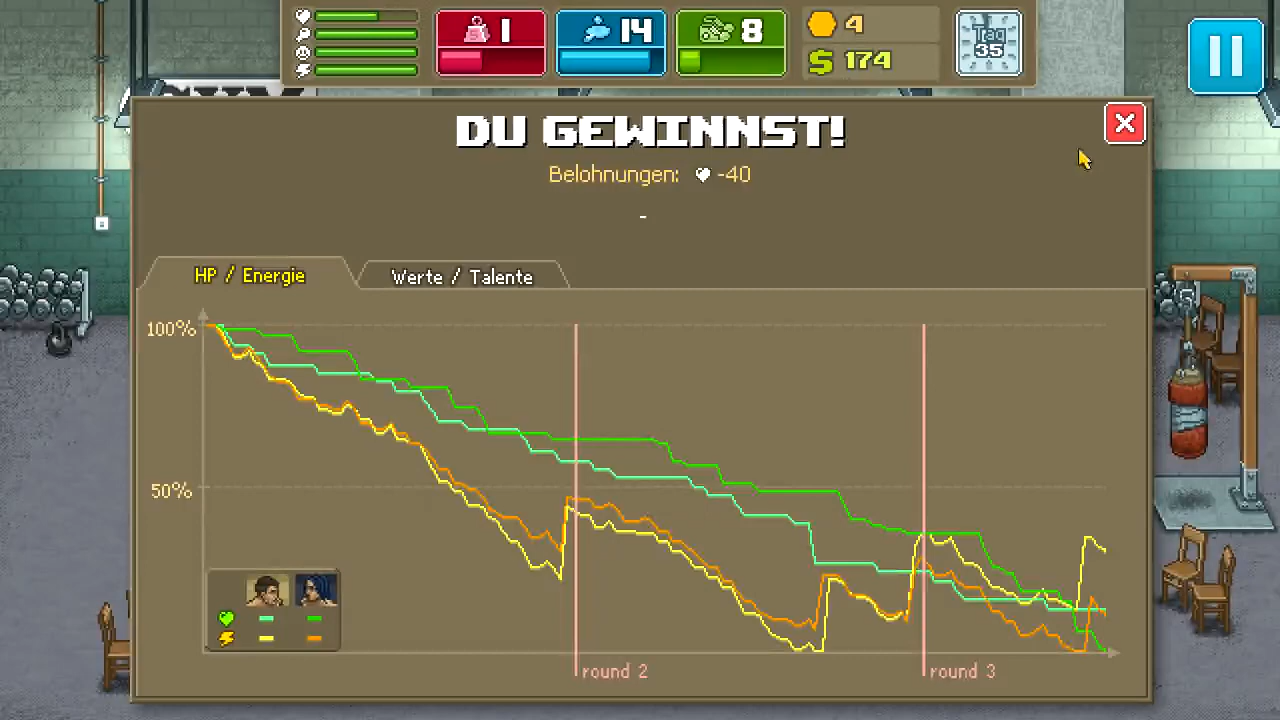 1
14
8
4
174
Traq
35
DU GEWINNST!
Belohnungen: -40
-
HP / Energie
Werte / Talente
100%
50%
round 2
round 3